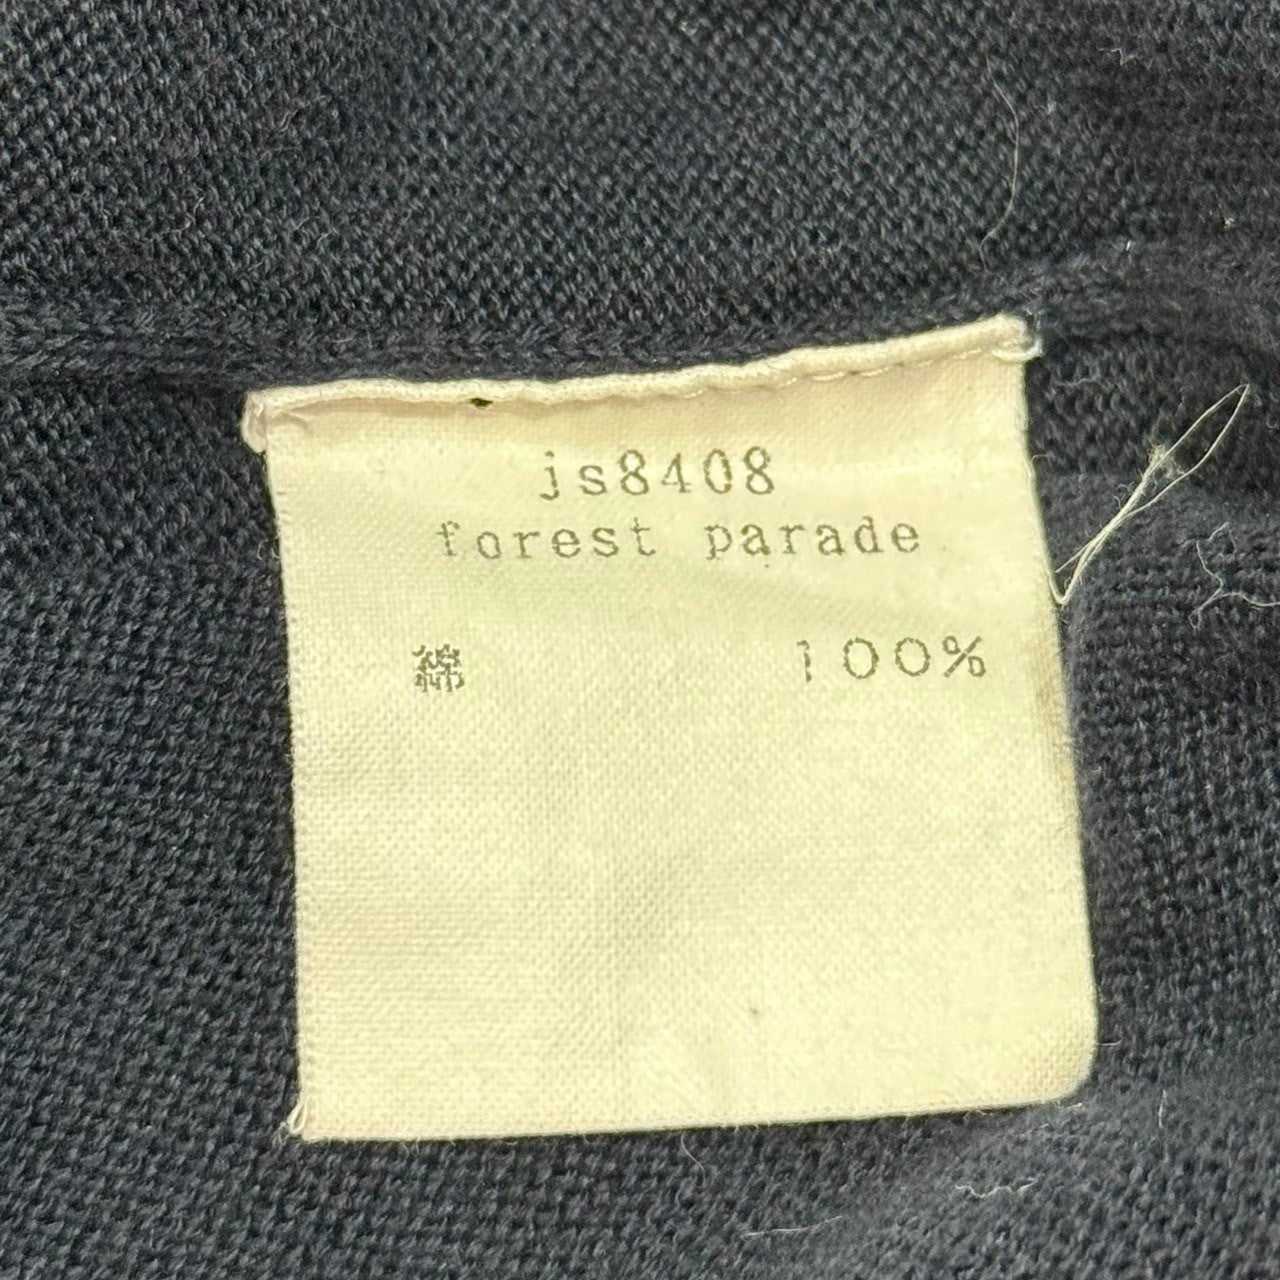 js8408
forest parade
綿 100%